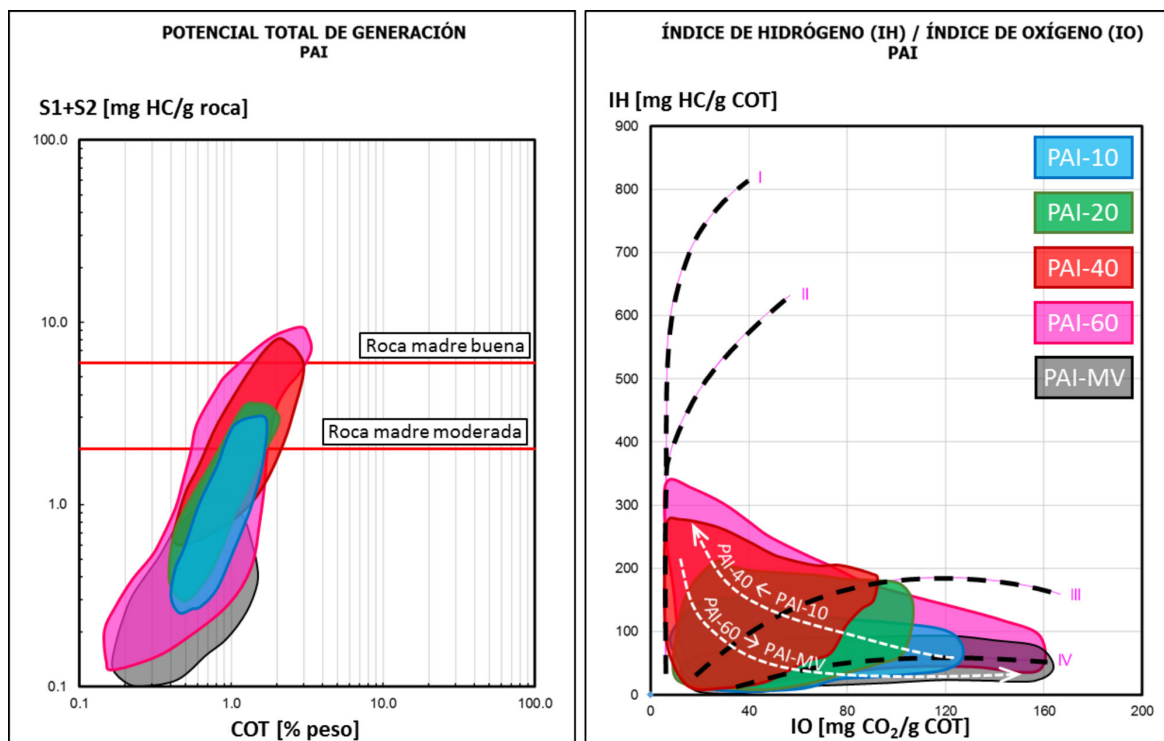 POTENCIAL TOTAL DE GENERACIÓN
PAI
S1+S2 [mg HC/g roca]
100.0
10.0
Roca madre buena
Roca madre moderada
1.0
0.1
0.1
1.0
10.0
100.0
COT [% peso]
ÍNDICE DE HIDRÓGENO (IH) / ÍNDICE DE OXÍGENO (IO)
PAI
IH [mg HC/g COT]
900
800
700
600
500
400
300
200
100
0
I
II
III
IV
PAI-10
PAI-20
PAI-40
PAI-60
PAI-MV
PAI-40 ← PAI-10
PAI-60 → PAI-MV
0
40
80
120
160
200
IO [mg CO₂/g COT]